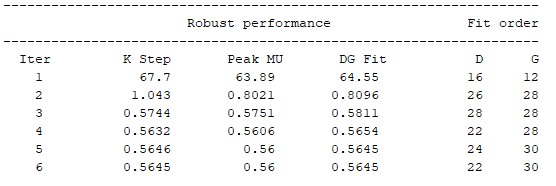 Robust performance Fit order
Iter K Step Peak MU DG Fit D G
1 67.7 63.89 64.55 16 12
2 1.043 0.8021 0.8096 26 28
3 0.5744 0.5751 0.5811 28 28
4 0.5632 0.5606 0.5654 22 28
5 0.5646 0.56 0.5645 24 30
6 0.5645 0.56 0.5645 22 30